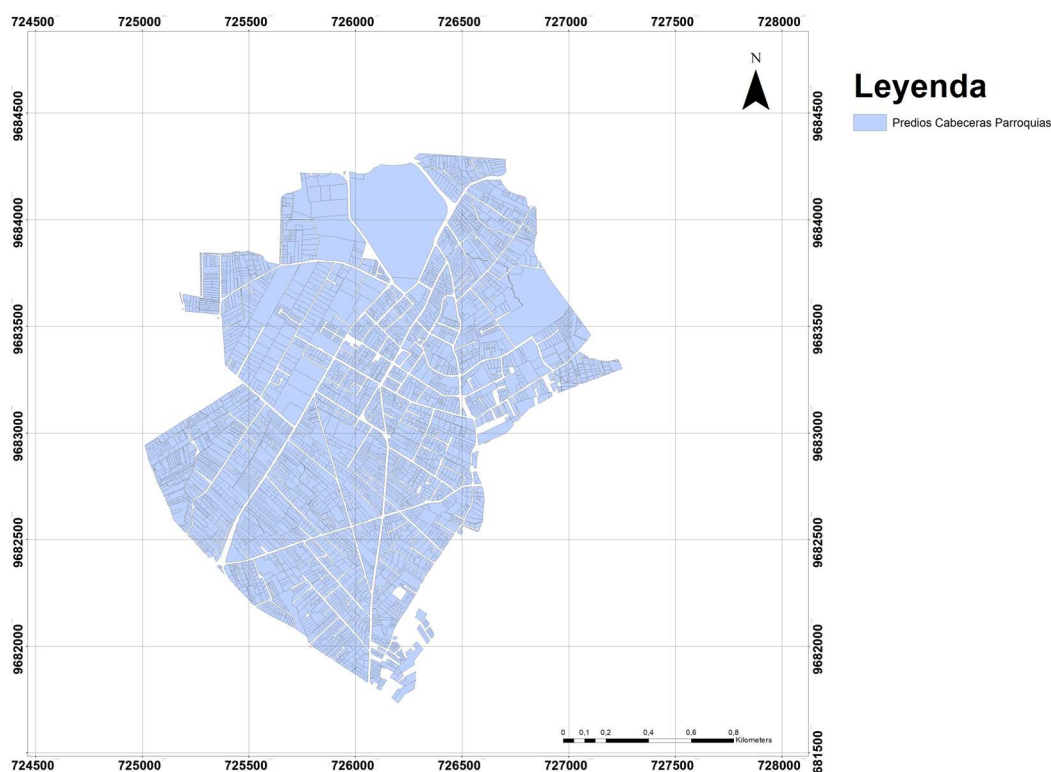 724500 725000 725500 726000 726500 727000 727500 728000
N
Leyenda
Predios Cabeceras Parroquias
9684500 9684500
9684000 9684000
9683500 9683500
9683000 9683000
9682500 9682500
9682000 9682000
9681500 9681500
0 0,1 0,2 0,4 0,6 0,8
Kilometers
724500 725000 725500 726000 726500 727000 727500 728000